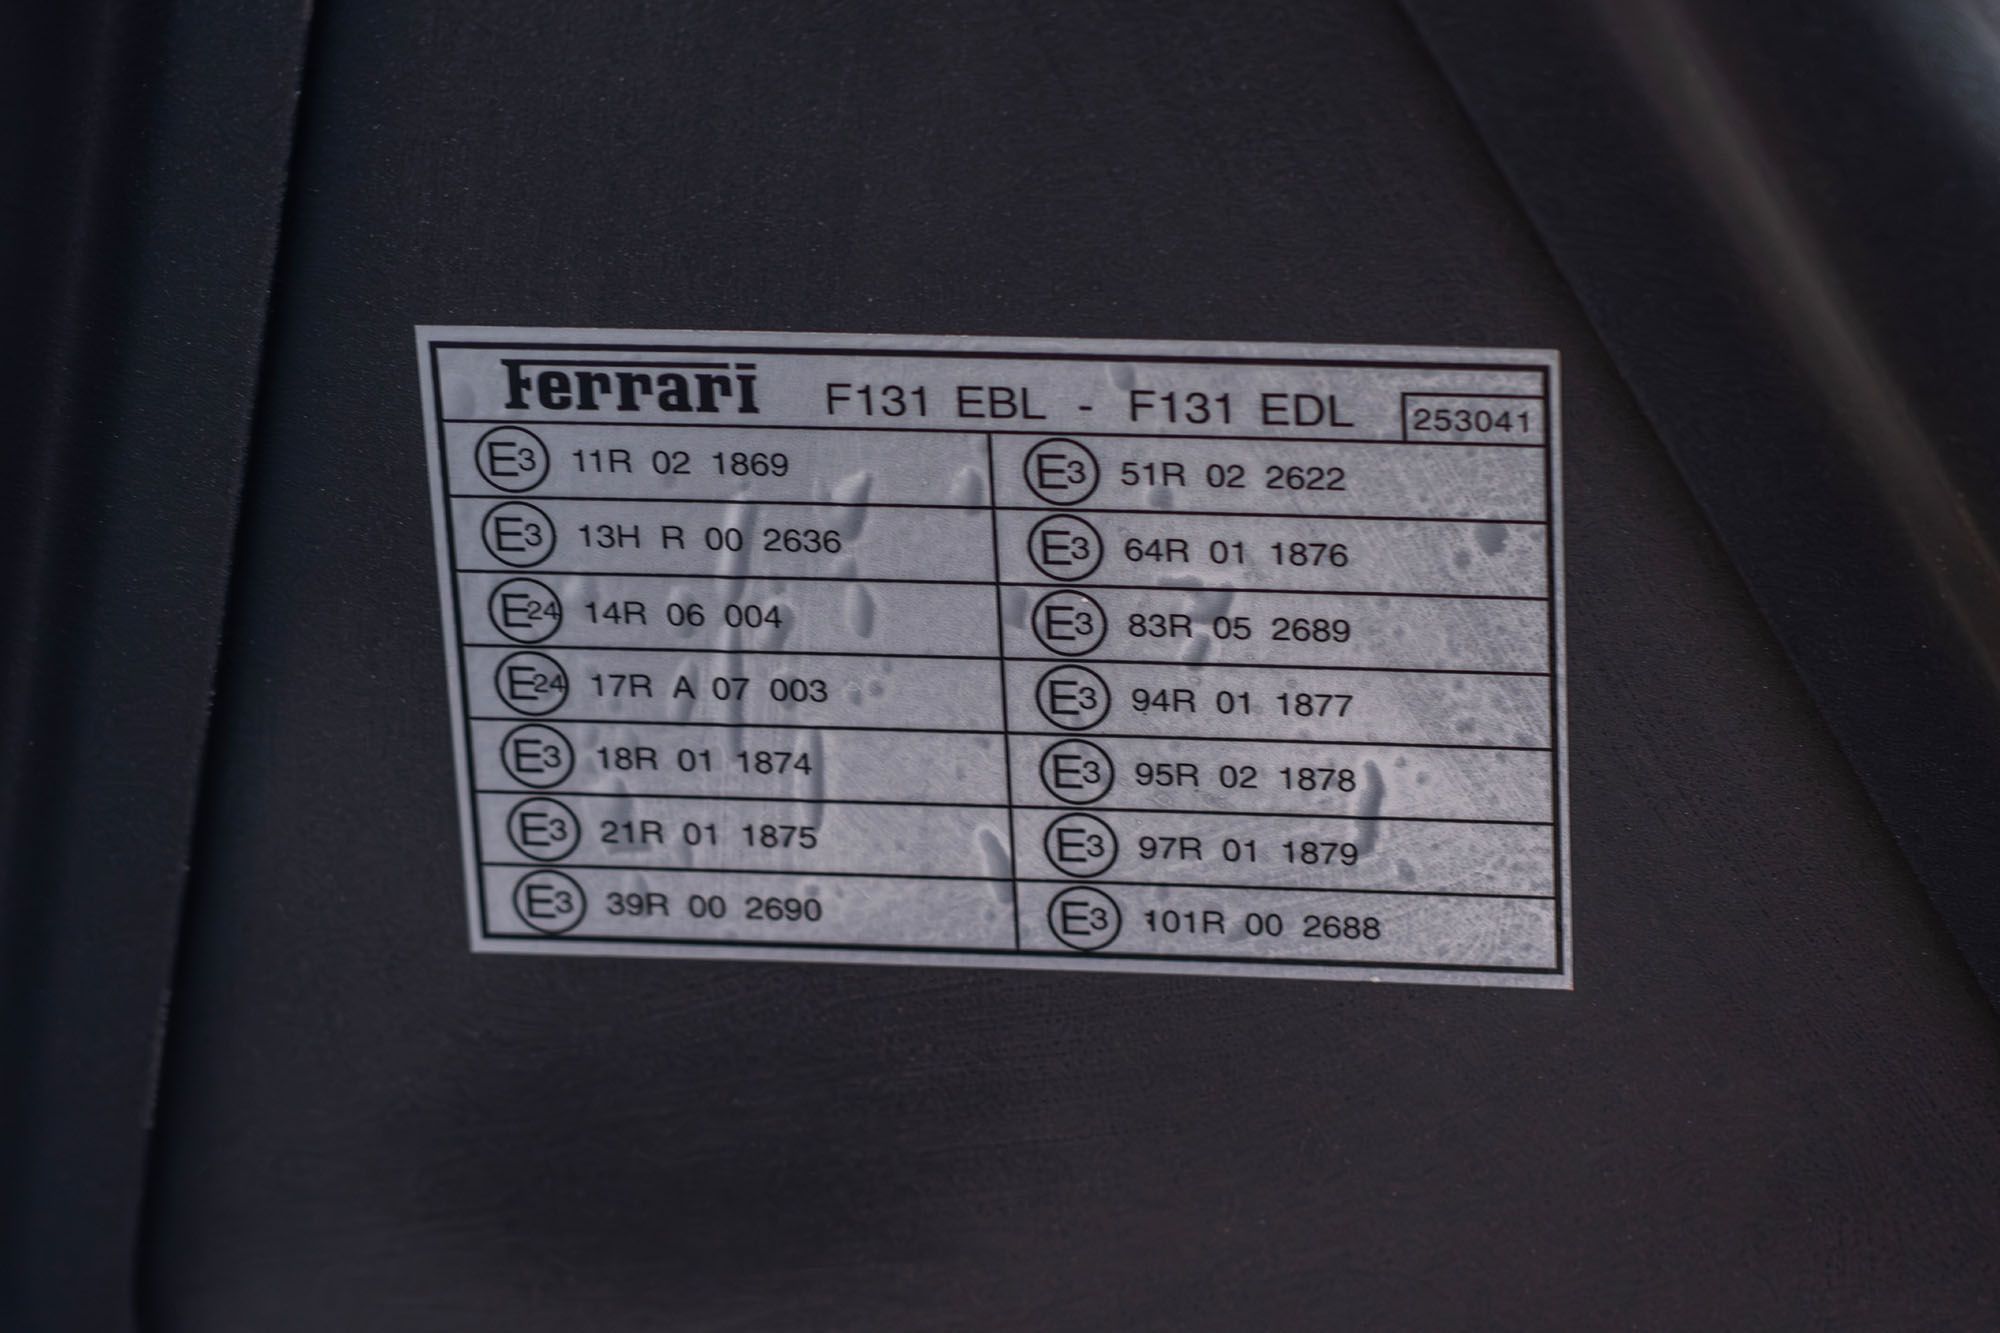 Ferrari F131 EBL - F131 EDL 253041
E3 11R 02 1869
E3 13H R 00 2636
E24 14R 06 004
E24 17R A 07 003
E3 18R 01 1874
E3 21R 01 1875
E3 39R 00 2690
E3 51R 02 2622
E3 64R 01 1876
E3 83R 05 2689
E3 94R 01 1877
E3 95R 02 1878
E3 97R 01 1879
E3 101R 00 2688